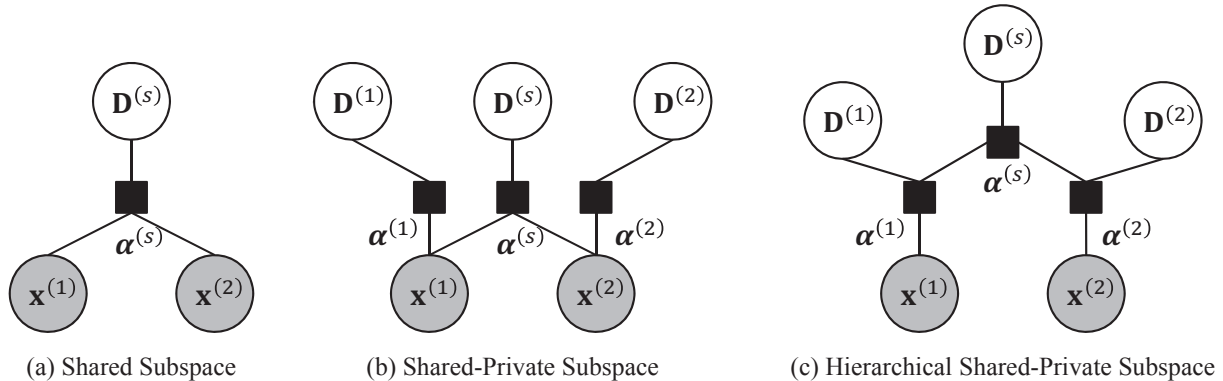 D^(s)
α^(s)
x^(1) x^(2)
(a) Shared Subspace
D^(1) D^(s) D^(2)
α^(1) α^(s) α^(2)
x^(1) x^(2)
(b) Shared-Private Subspace
D^(s)
D^(1) D^(2)
α^(s)
α^(1) α^(2)
x^(1) x^(2)
(c) Hierarchical Shared-Private Subspace